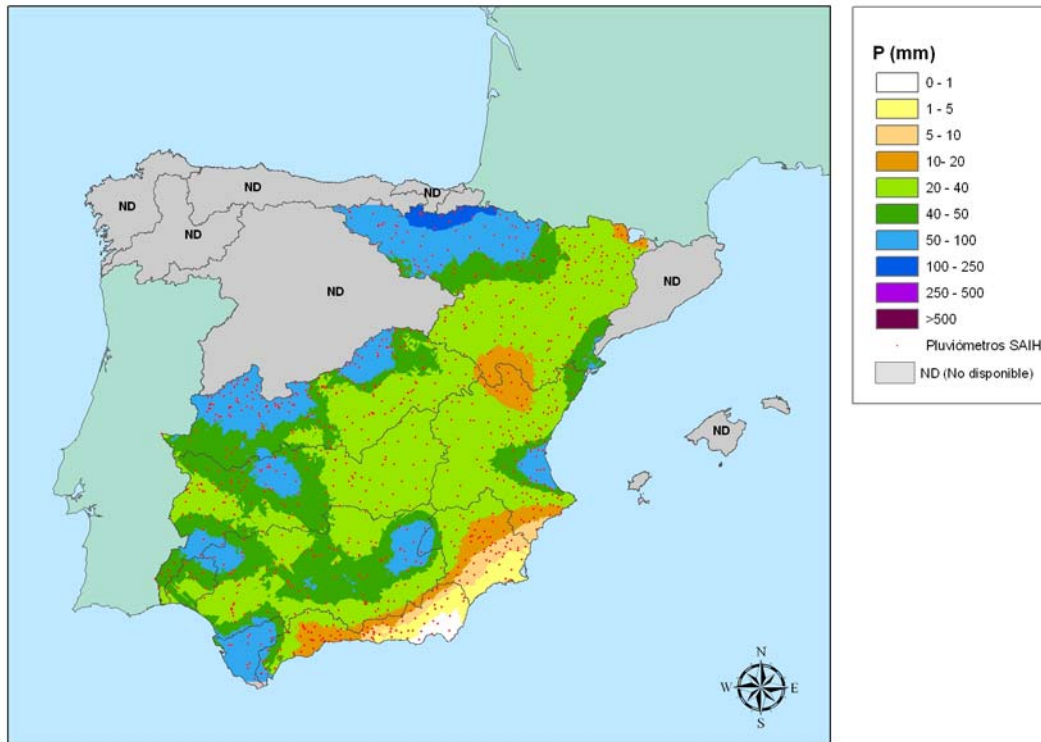 ND
ND
ND
ND
ND
ND
ND
N
W E
S
P (mm)
0 - 1
1 - 5
5 - 10
10- 20
20 - 40
40 - 50
50 - 100
100 - 250
250 - 500
>500
Pluviómetros SAIH
ND (No disponible)